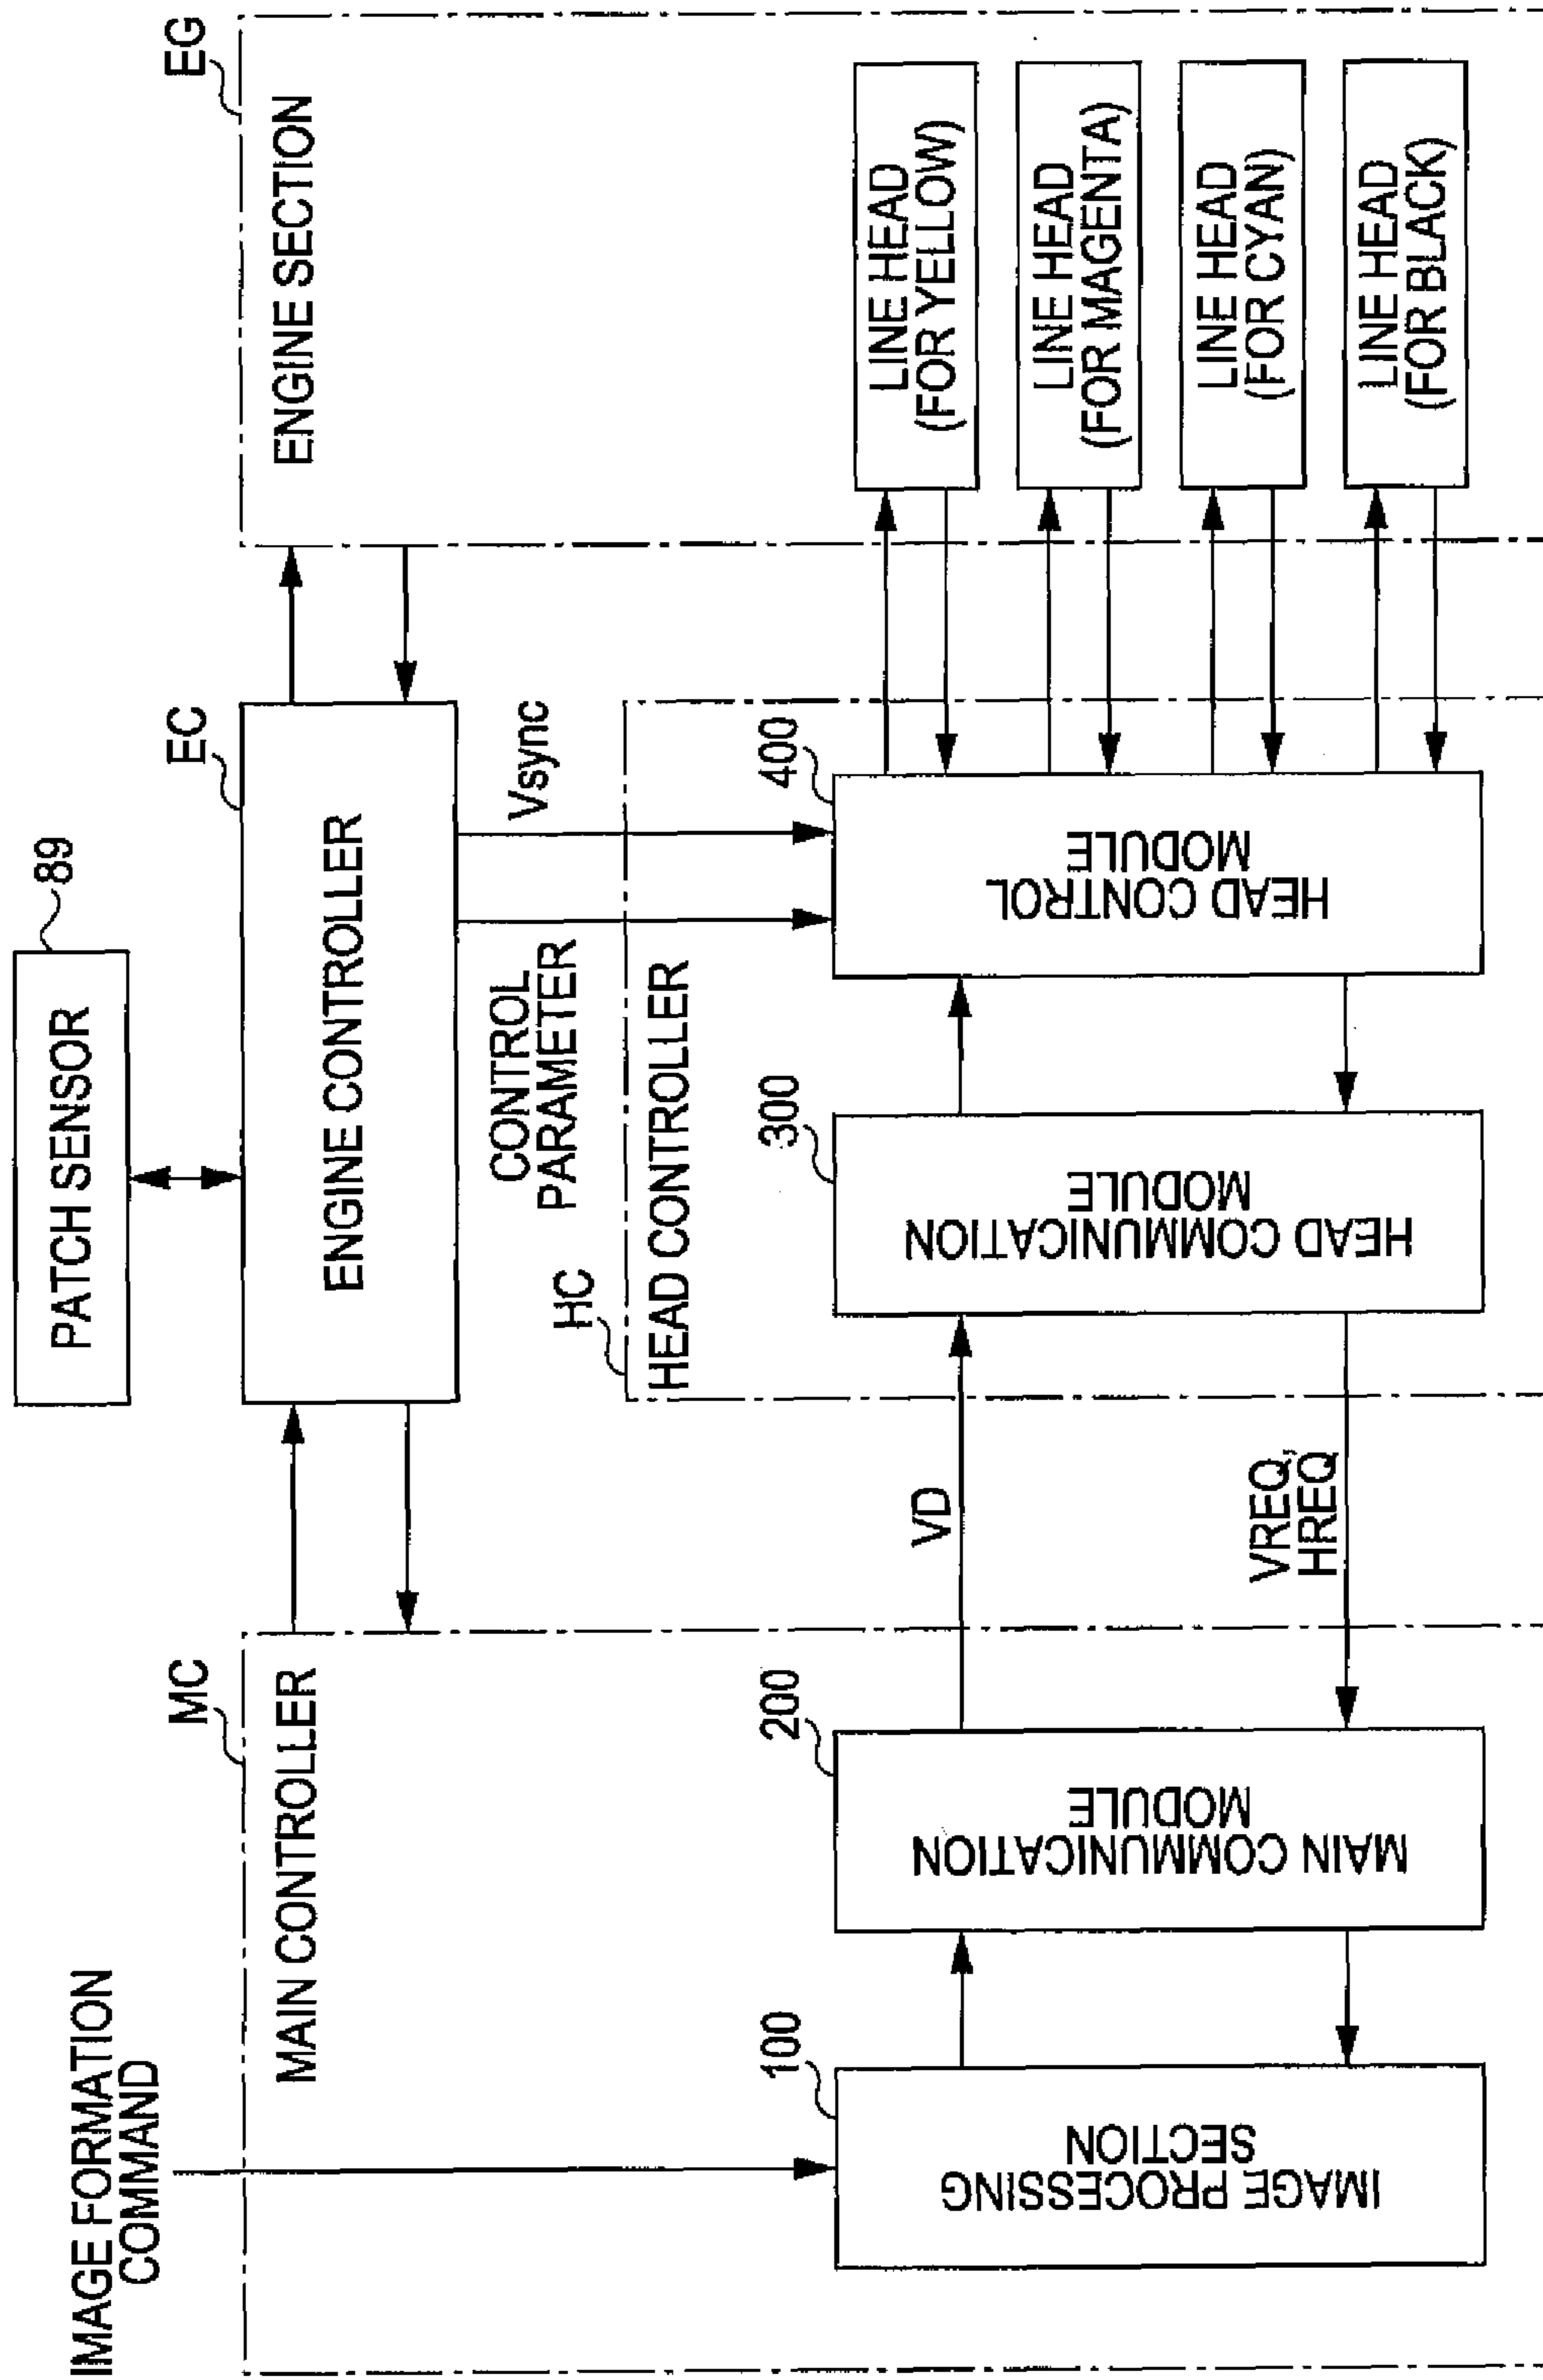 IMAGE FORMATION
COMMAND
PATCH SENSOR
89
MC
MAIN CONTROLLER
EC
ENGINE CONTROLLER
EG
ENGINE SECTION
CONTROL
PARAMETER
Vsync
HC
HEAD CONTROLLER
100
IMAGE PROCESSING
SECTION
200
MAIN COMMUNICATION
MODULE
VD
VREQ,
HREQ
300
HEAD COMMUNICATION
MODULE
400
HEAD CONTROL
MODULE
LINE HEAD
(FOR YELLOW)
LINE HEAD
(FOR MAGENTA)
LINE HEAD
(FOR CYAN)
LINE HEAD
(FOR BLACK)